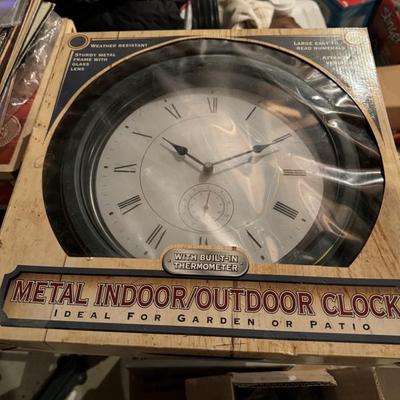 WEATHER RESISTANT
STURDY METAL
FRAME WITH
GLASS
LENS
LARGE EASY TO
READ NUMERALS
WITH BUILT-IN
THERMOMETER
METAL INDOOR/OUTDOOR CLOCK
IDEAL FOR GARDEN OR PATIO